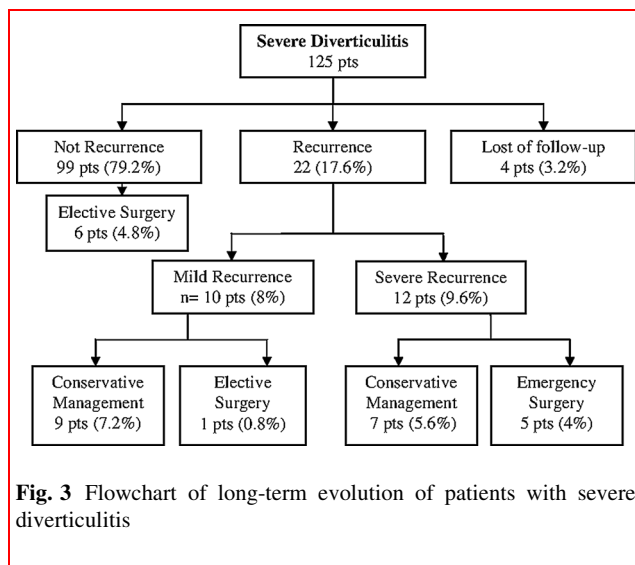 Severe Diverticulitis
125 pts
Not Recurrence
99 pts (79.2%)
Recurrence
22 (17.6%)
Lost of follow-up
4 pts (3.2%)
Elective Surgery
6 pts (4.8%)
Mild Recurrence
n= 10 pts (8%)
Severe Recurrence
12 pts (9.6%)
Conservative
Management
9 pts (7.2%)
Elective
Surgery
1 pts (0.8%)
Conservative
Management
7 pts (5.6%)
Emergency
Surgery
5 pts (4%)
Fig. 3 Flowchart of long-term evolution of patients with severe
diverticulitis